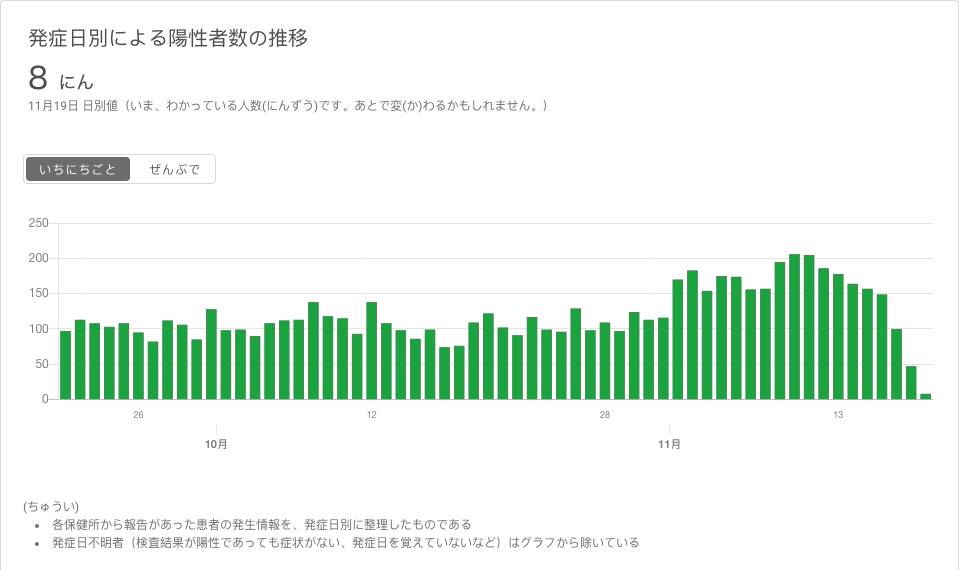 発症日別による陽性者数の推移
8 にん
11月19日 日別値（いま、わかっている人数(にんずう)です。あとで変(か)わるかもしれません。）
いちにちごと ぜんぶで
250
200
150
100
50
0
26 12 28 13
10月 11月
(ちゅうい)
• 各保健所から報告があった患者の発生情報を、発症日別に整理したものである
• 発症日不明者（検査結果が陽性であっても症状がない、発症日を覚えていないなど）はグラフから除いている